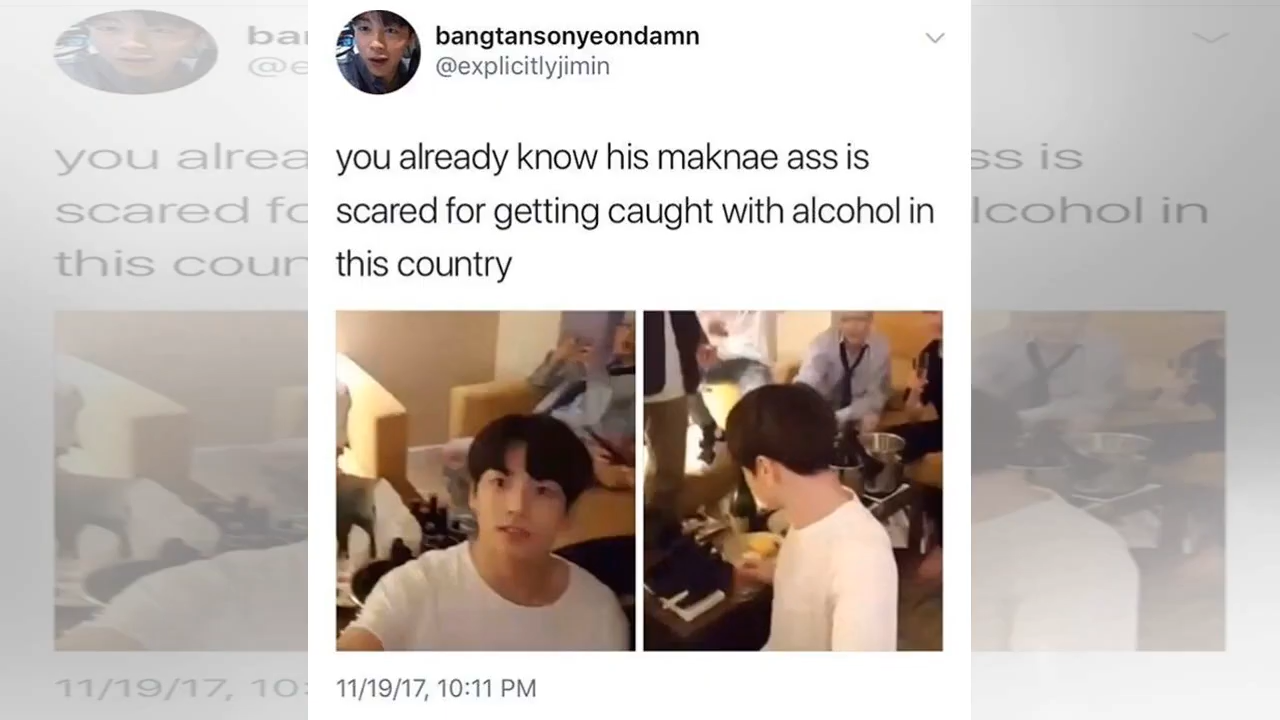 bangtansonyeondamn
@explicitlyjimin
you already know his maknae ass is
scared for getting caught with alcohol in
this country
11/19/17, 10:11 PM